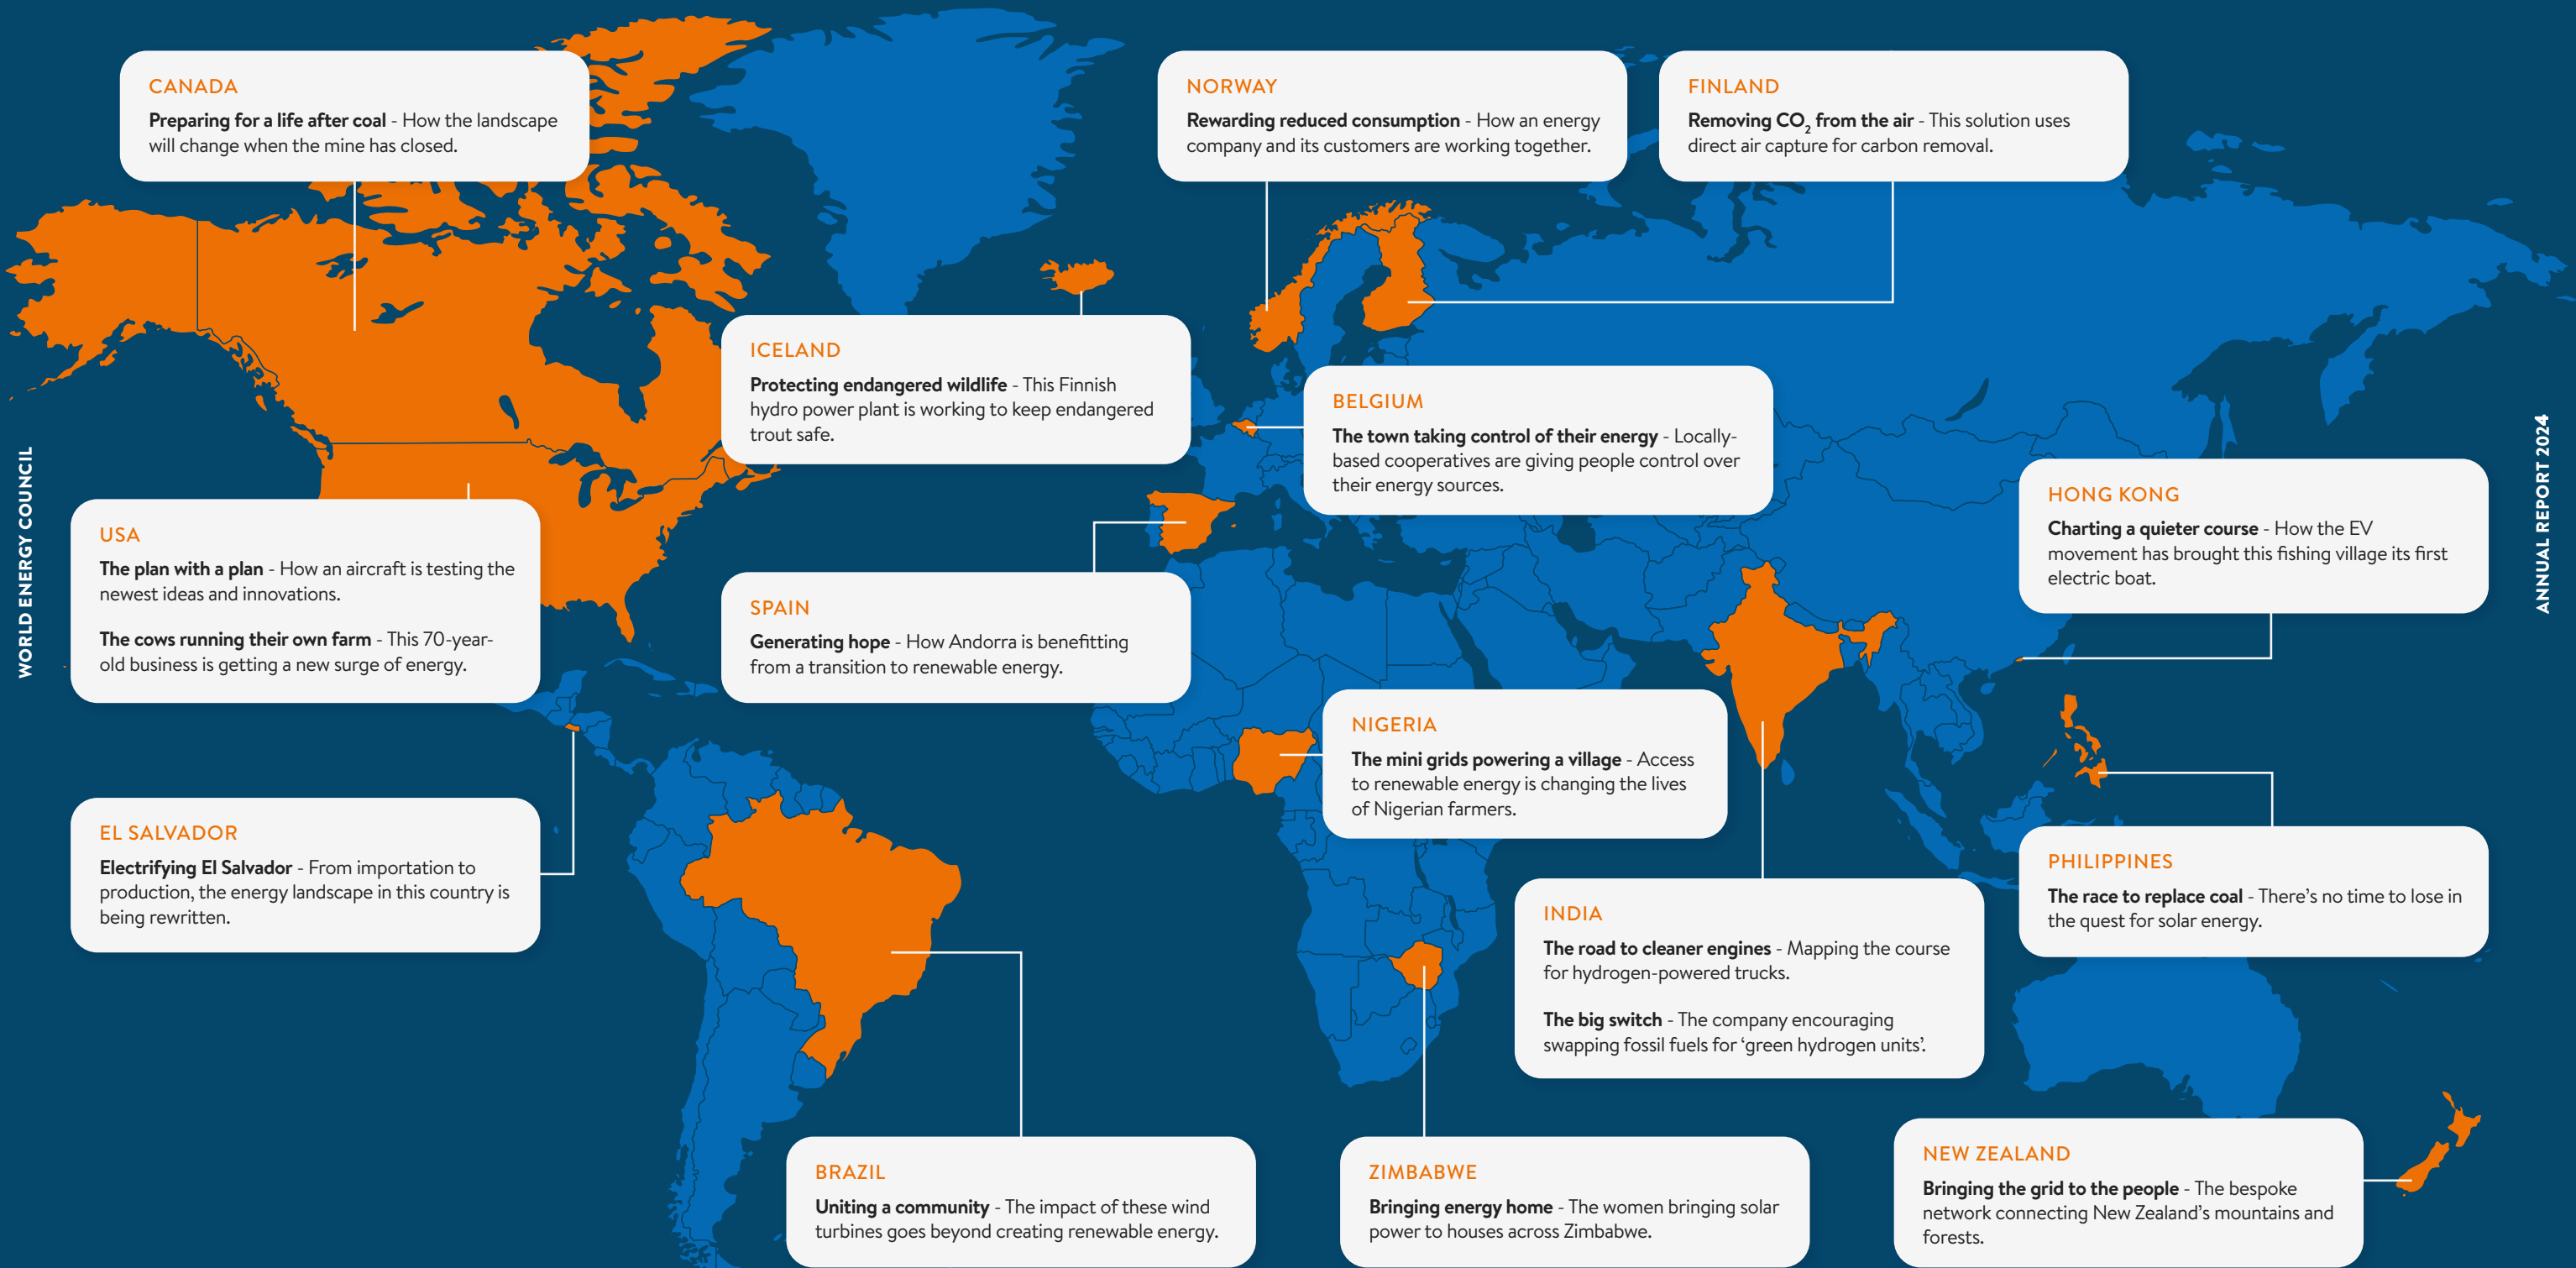 WORLD ENERGY COUNCIL
CANADA
Preparing for a life after coal - How the landscape
will change when the mine has closed.
NORWAY
Rewarding reduced consumption - How an energy
company and its customers are working together.
FINLAND
Removing CO₂ from the air - This solution uses
direct air capture for carbon removal.
ICELAND
Protecting endangered wildlife - This Finnish
hydro power plant is working to keep endangered
trout safe.
BELGIUM
The town taking control of their energy - Locally-
based cooperatives are giving people control over
their energy sources.
HONG KONG
Charting a quieter course - How the EV
movement has brought this fishing village its first
electric boat.
USA
The plan with a plan - How an aircraft is testing the
newest ideas and innovations.
The cows running their own farm - This 70-year-
old business is getting a new surge of energy.
SPAIN
Generating hope - How Andorra is benefitting
from a transition to renewable energy.
NIGERIA
The mini grids powering a village - Access
to renewable energy is changing the lives
of Nigerian farmers.
EL SALVADOR
Electrifying El Salvador - From importation to
production, the energy landscape in this country is
being rewritten.
PHILIPPINES
The race to replace coal - There's no time to lose in
the quest for solar energy.
INDIA
The road to cleaner engines - Mapping the course
for hydrogen-powered trucks.
The big switch - The company encouraging
swapping fossil fuels for ‘green hydrogen units’.
BRAZIL
Uniting a community - The impact of these wind
turbines goes beyond creating renewable energy.
ZIMBABWE
Bringing energy home - The women bringing solar
power to houses across Zimbabwe.
NEW ZEALAND
Bringing the grid to the people - The bespoke
network connecting New Zealand's mountains and
forests.
ANNUAL REPORT 2024